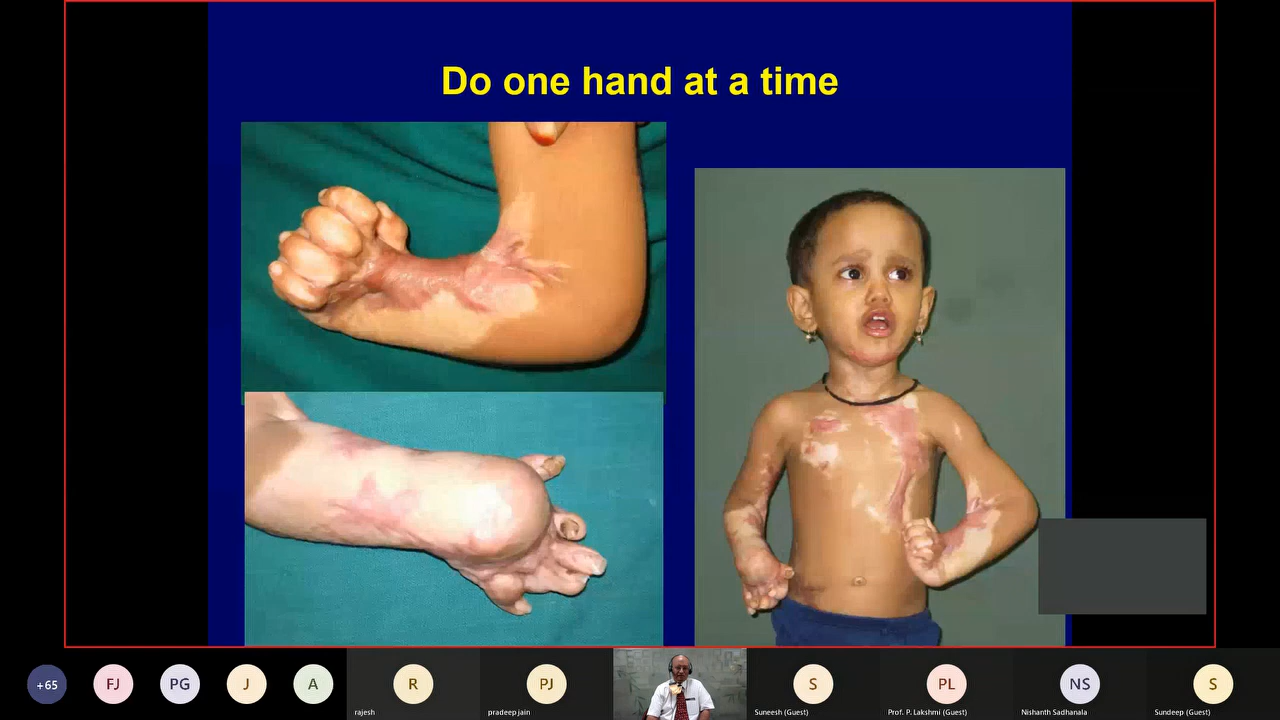 Do one hand at a time
+65
FJ
PG
J
A
R
PJ
S
PL
NS
S
rajesh
pradeep jain
Suneesh (Guest)
Prof. P. Lakshmi (Guest)
Nishanth Sadhanala
Sundeep (Guest)